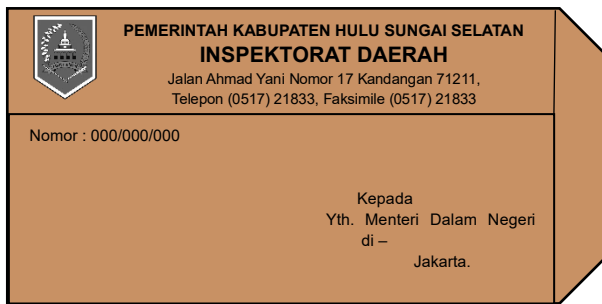 PEMERINTAH KABUPATEN HULU SUNGAI SELATAN
INSPEKTORAT DAERAH
Jalan Ahmad Yani Nomor 17 Kandangan 71211,
Telepon (0517) 21833, Faksimile (0517) 21833
Nomor : 000/000/000
Kepada
Yth. Menteri Dalam Negeri
di –
Jakarta.